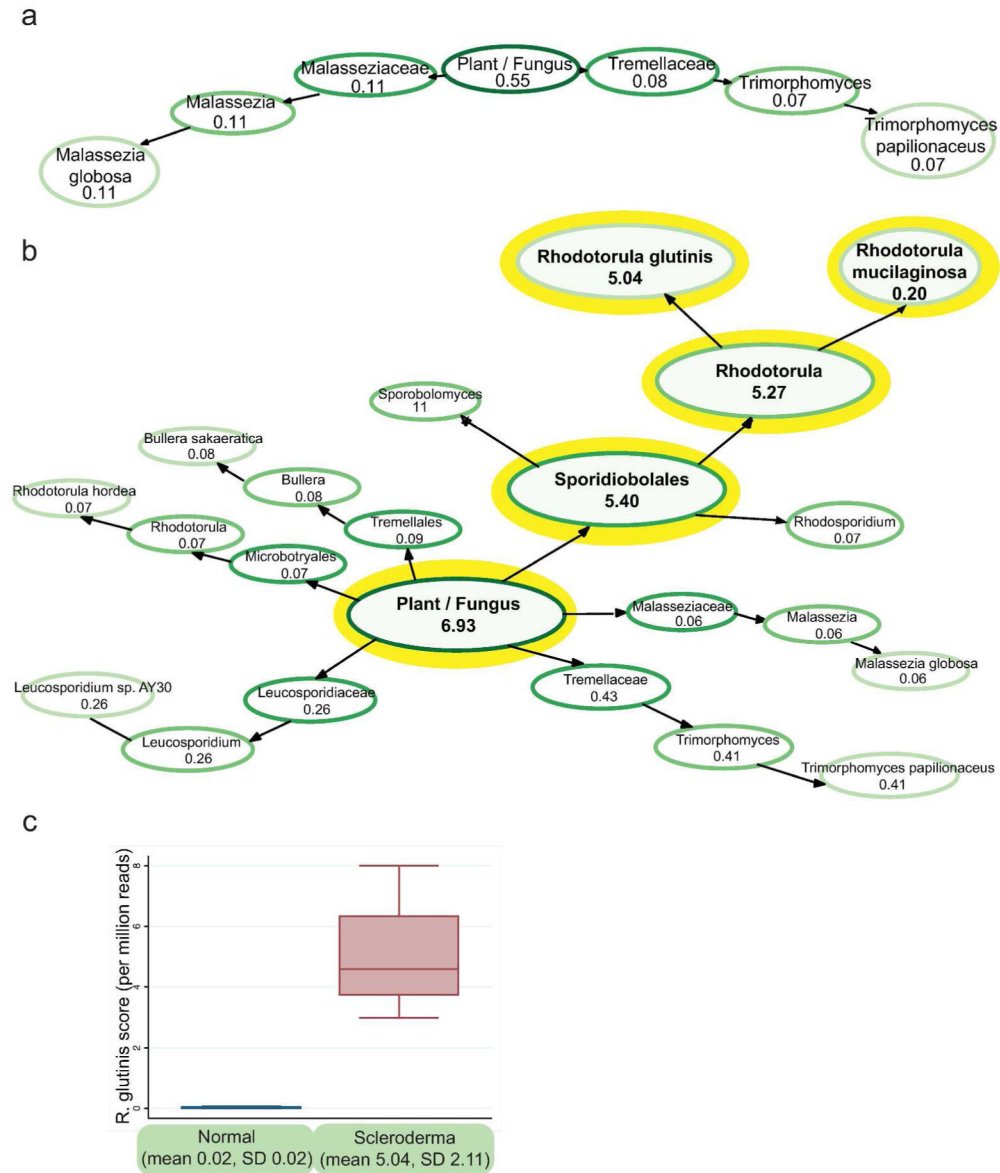 a
Malasseziaceae
0.11
Plant / Fungus
0.55
Tremellaceae
0.08
Malassezia
0.11
Trimorphomyces
0.07
Malassezia
globosa
0.11
Trimorphomyces
papilionaceus
0.07
b
Rhodotorula glutinis
5.04
Rhodotorula
mucilaginosa
0.20
Rhodotorula
5.27
Sporobolomyces
11
Bullera sakaeratica
0.08
Sporidiobolales
5.40
Rhodotorula hordea
0.07
Bullera
0.08
Rhodotorula
0.07
Tremellales
0.09
Rhodosporidium
0.07
Microbotryales
0.07
Plant / Fungus
6.93
Malasseziaceae
0.06
Malassezia
0.06
Malassezia globosa
0.06
Leucosporidium sp. AY30
0.26
Leucosporidiaceae
0.26
Tremellaceae
0.43
Leucosporidium
0.26
Trimorphomyces
0.41
Trimorphomyces papilionaceus
0.41
c
R. glutinis score (per million reads)
8
6
4
2
0
Normal
(mean 0.02, SD 0.02)
Scleroderma
(mean 5.04, SD 2.11)